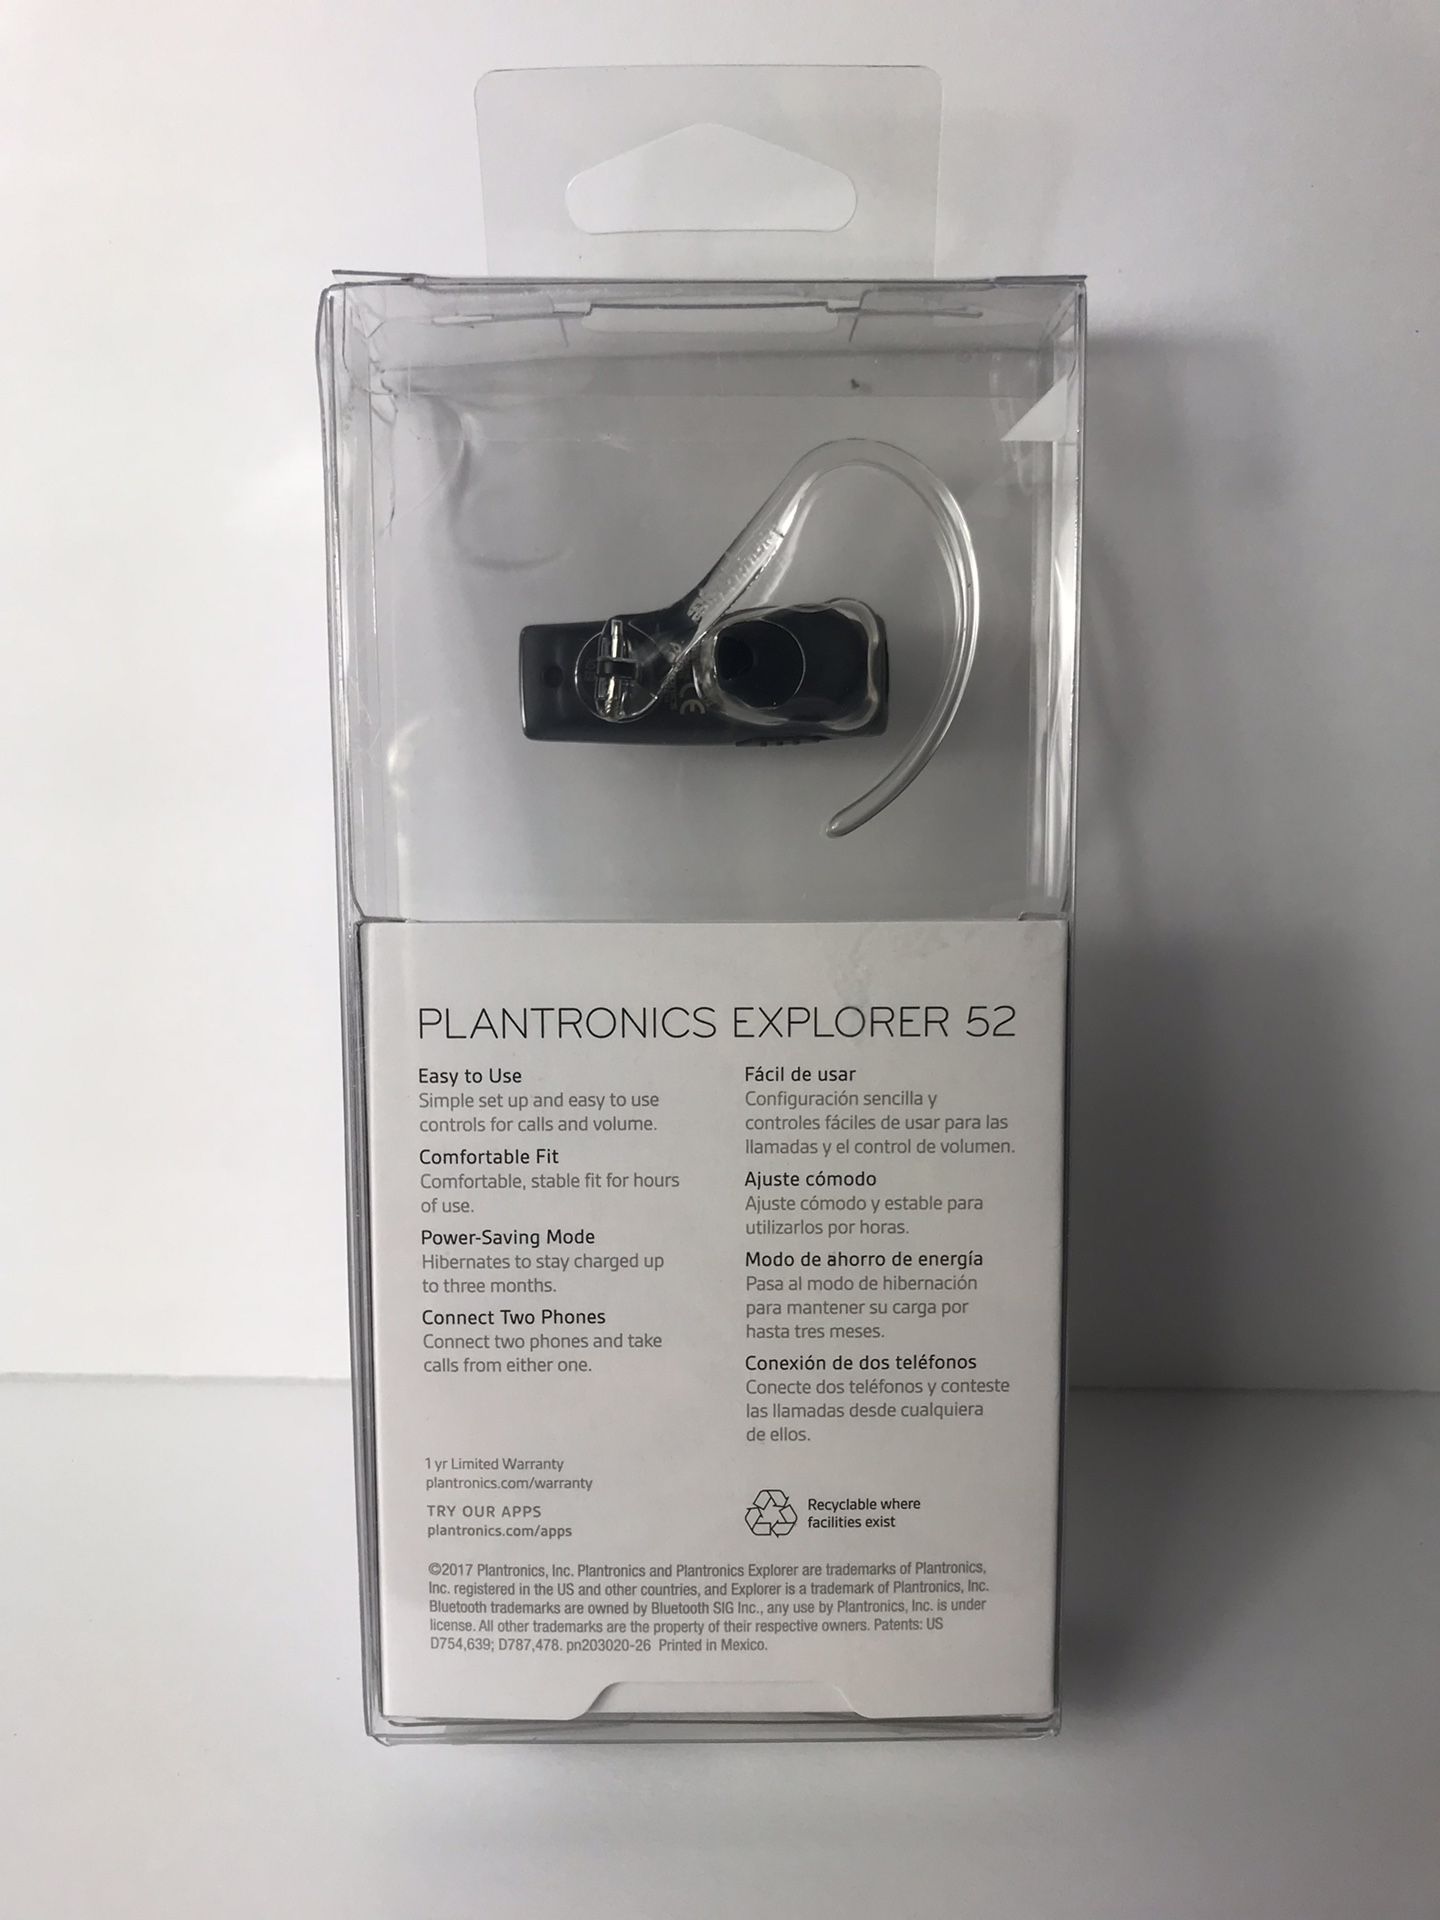 PLANTRONICS EXPLORER 52
Easy to Use
Simple set up and easy to use
controls for calls and volume.
Comfortable Fit
Comfortable, stable fit for hours
of use.
Power-Saving Mode
Hibernates to stay charged up
to three months.
Connect Two Phones
Connect two phones and take
calls from either one.
Fácil de usar
Configuración sencilla y
controles fáciles de usar para las
llamadas y el control de volumen.
Ajuste cómodo
Ajuste cómodo y estable para
utilizarlos por horas.
Modo de ahorro de energía
Pasa al modo de hibernación
para mantener su carga por
hasta tres meses.
Conexión de dos teléfonos
Conecte dos teléfonos y conteste
las llamadas desde cualquiera
de ellos.
1 yr Limited Warranty
plantronics.com/warranty
TRY OUR APPS
plantronics.com/apps
Recyclable where
facilities exist
©2017 Plantronics, Inc. Plantronics and Plantronics Explorer are trademarks of Plantronics,
Inc. registered in the US and other countries, and Explorer is a trademark of Plantronics, Inc.
Bluetooth trademarks are owned by Bluetooth SIG Inc., any use by Plantronics, Inc. is under
license. All other trademarks are the property of their respective owners. Patents: US
D754,639; D787,478. pn203020-26 Printed in Mexico.